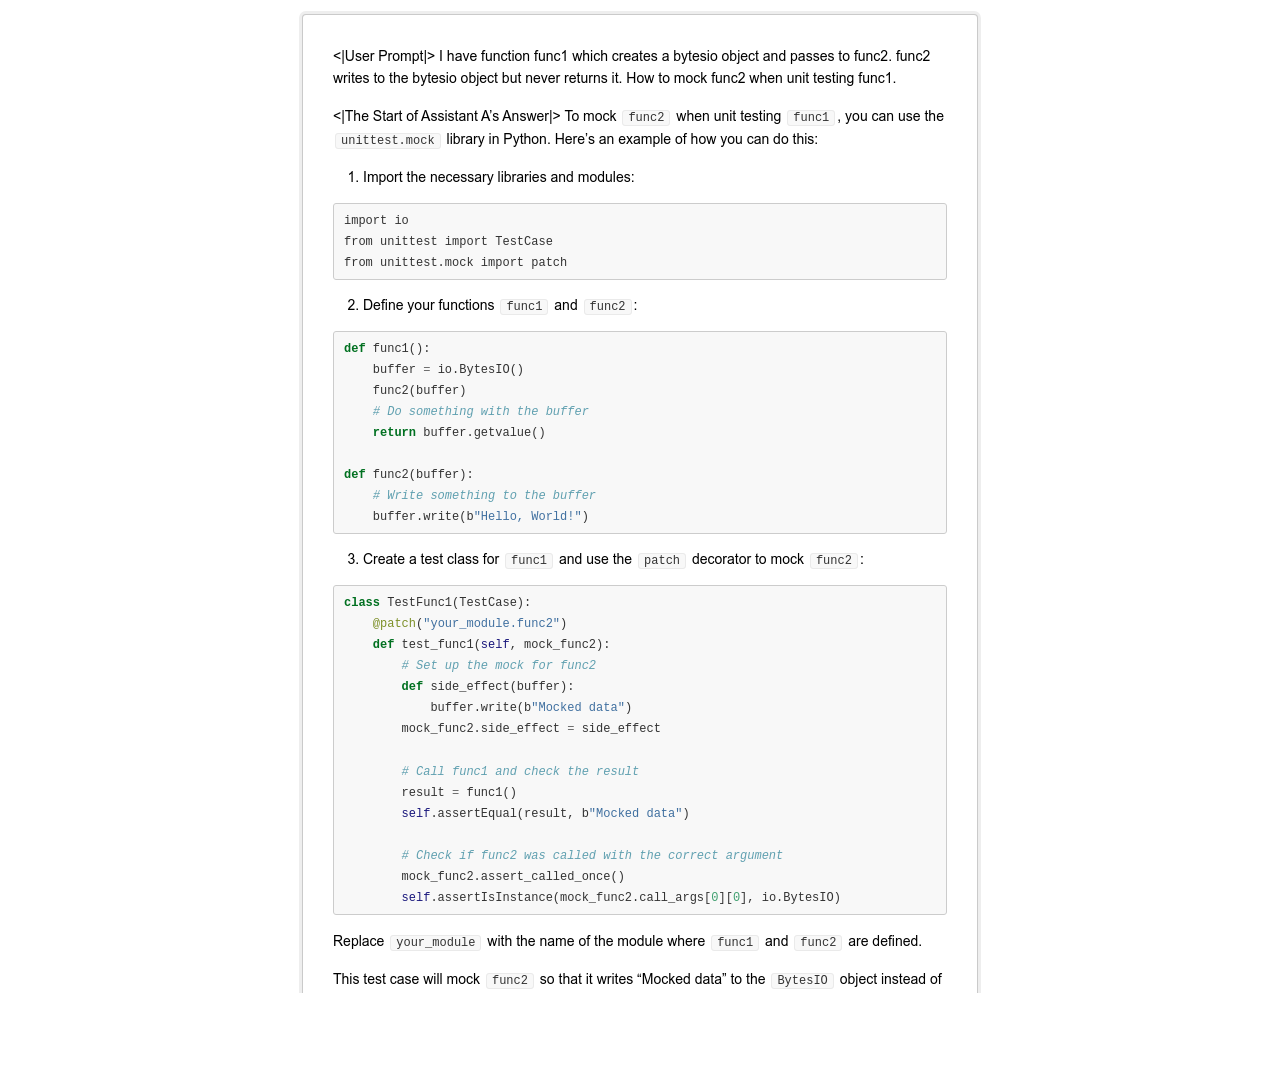 <|User Prompt|> I have function func1 which creates a bytesio object and passes to func2. func2
writes to the bytesio object but never returns it. How to mock func2 when unit testing func1.
<|The Start of Assistant A’s Answer|> To mock func2 when unit testing func1, you can use the
unittest.mock library in Python. Here’s an example of how you can do this:
1. Import the necessary libraries and modules:
import io
from unittest import TestCase
from unittest.mock import patch
2. Define your functions func1 and func2:
def func1():
    buffer = io.BytesIO()
    func2(buffer)
    # Do something with the buffer
    return buffer.getvalue()
def func2(buffer):
    # Write something to the buffer
    buffer.write(b"Hello, World!")
3. Create a test class for func1 and use the patch decorator to mock func2:
class TestFunc1(TestCase):
    @patch("your_module.func2")
    def test_func1(self, mock_func2):
        # Set up the mock for func2
        def side_effect(buffer):
            buffer.write(b"Mocked data")
        mock_func2.side_effect = side_effect
        # Call func1 and check the result
        result = func1()
        self.assertEqual(result, b"Mocked data")
        # Check if func2 was called with the correct argument
        mock_func2.assert_called_once()
        self.assertIsInstance(mock_func2.call_args[0][0], io.BytesIO)
Replace your_module with the name of the module where func1 and func2 are defined.
This test case will mock func2 so that it writes “Mocked data” to the BytesIO object instead of